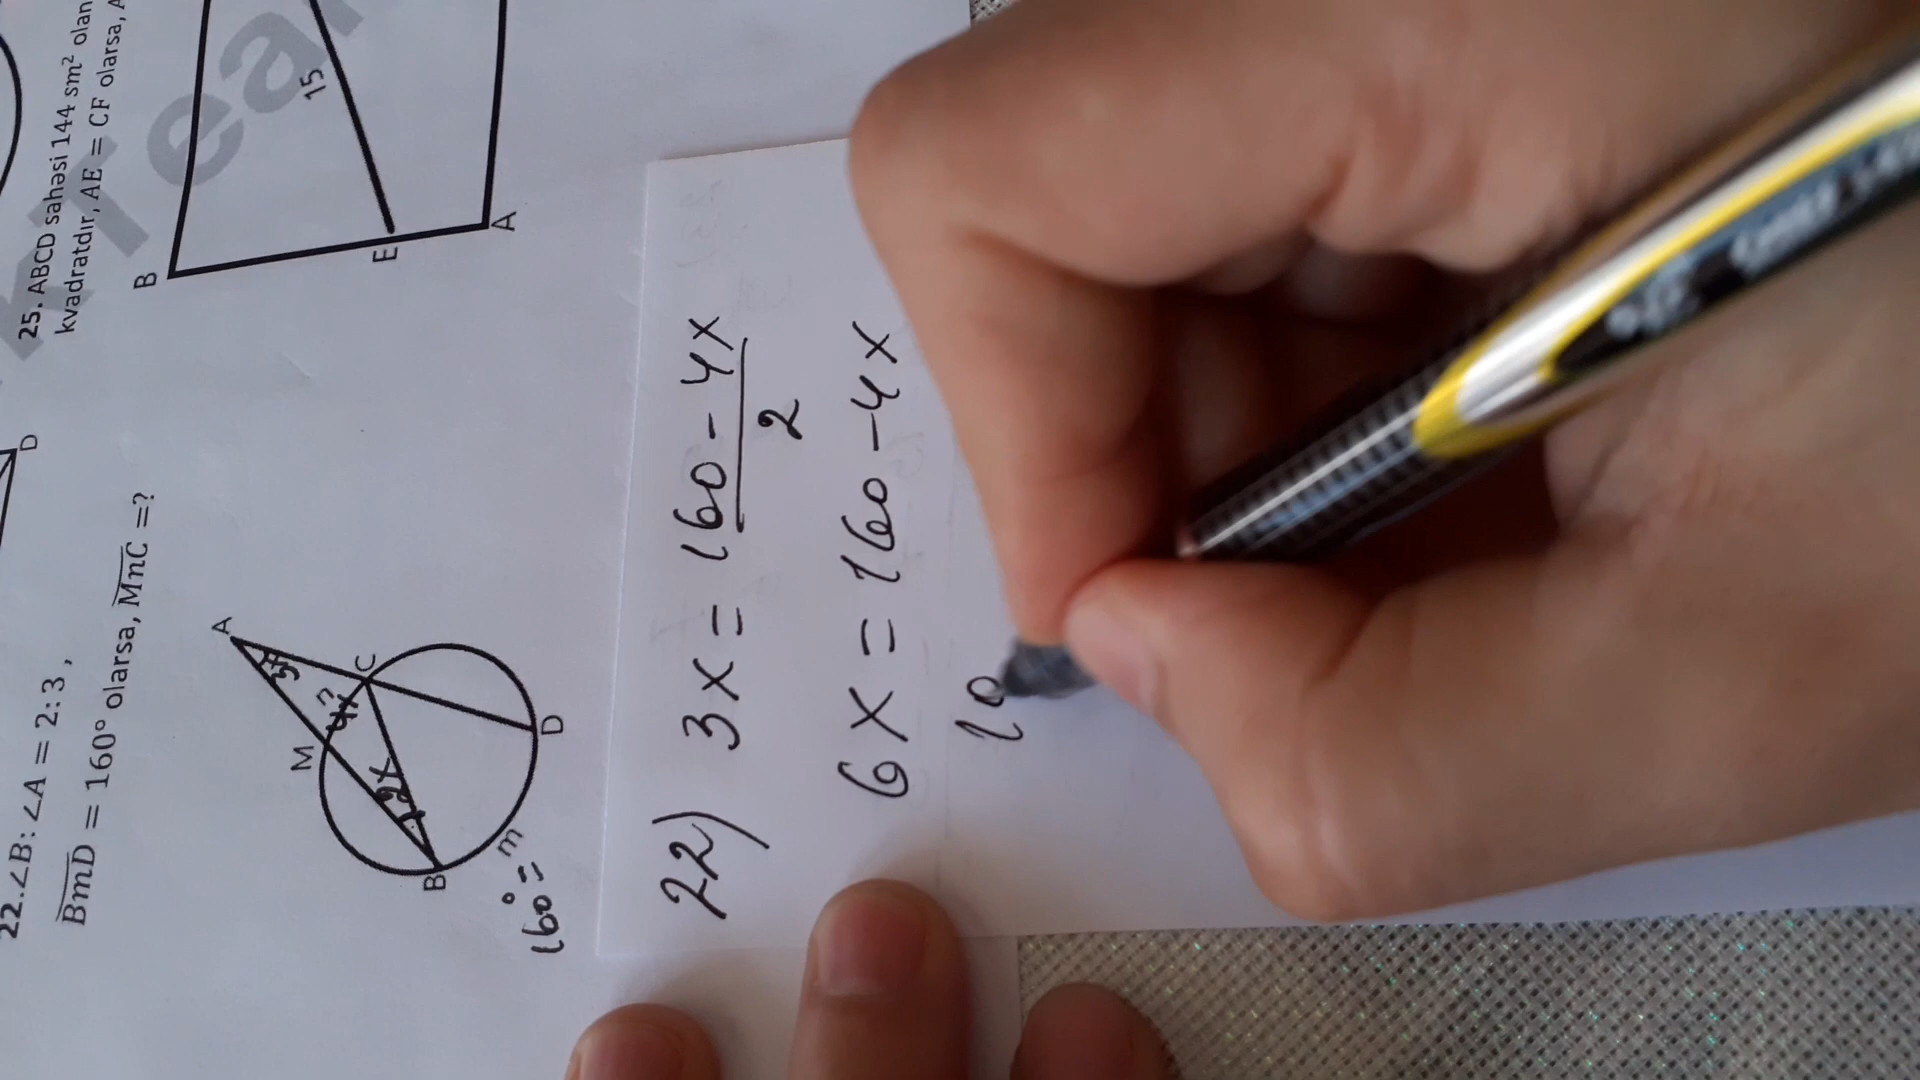 22.∠B: ∠A = 2: 3 ,
BmD = 160° olarsa, MnC =?
A
3x
C
n
4x
M
2x
B
D
m
160°=
D
25. ABCD sahəsi 144 sm² olan
kvadratdır, AE = CF olarsa, A
15
B
E
A
22) 3x = 160 - 4x
2
6x = 160 - 4x
10